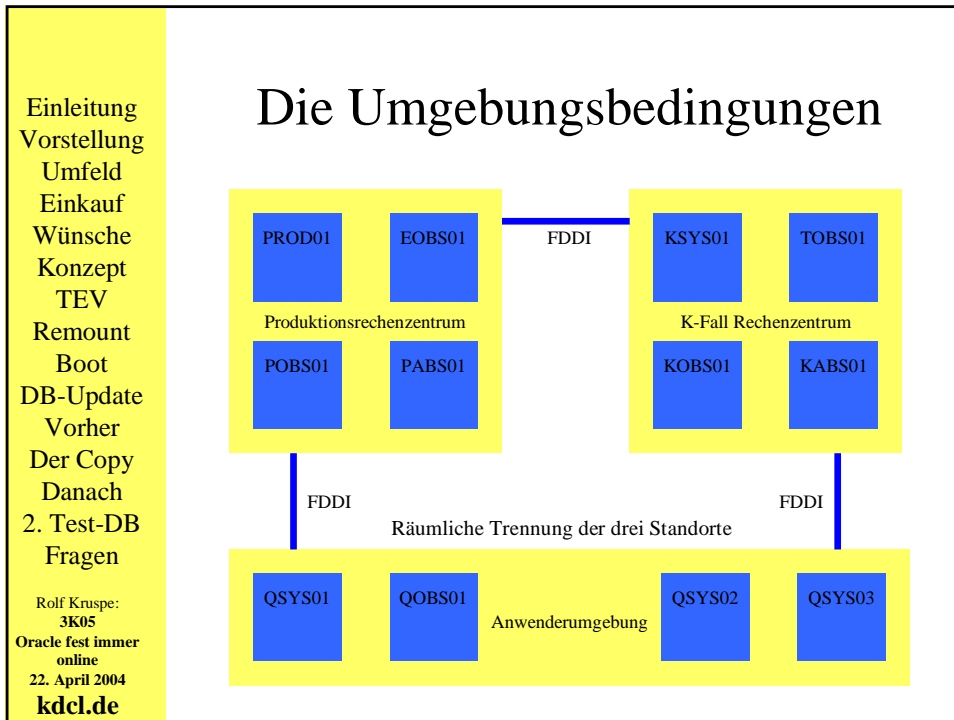 Einleitung
Vorstellung
Umfeld
Einkauf
Wünsche
Konzept
TEV
Remount
Boot
DB-Update
Vorher
Der Copy
Danach
2. Test-DB
Fragen
Rolf Kruspe:
3K05
Oracle fest immer
online
22. April 2004
kdcl.de
Die Umgebungsbedingungen
PROD01
EOBS01
Produktionsrechenzentrum
POBS01
PABS01
FDDI
KSYS01
TOBS01
K-Fall Rechenzentrum
KOBS01
KABS01
FDDI
FDDI
Räumliche Trennung der drei Standorte
QSYS01
QOBS01
Anwenderumgebung
QSYS02
QSYS03